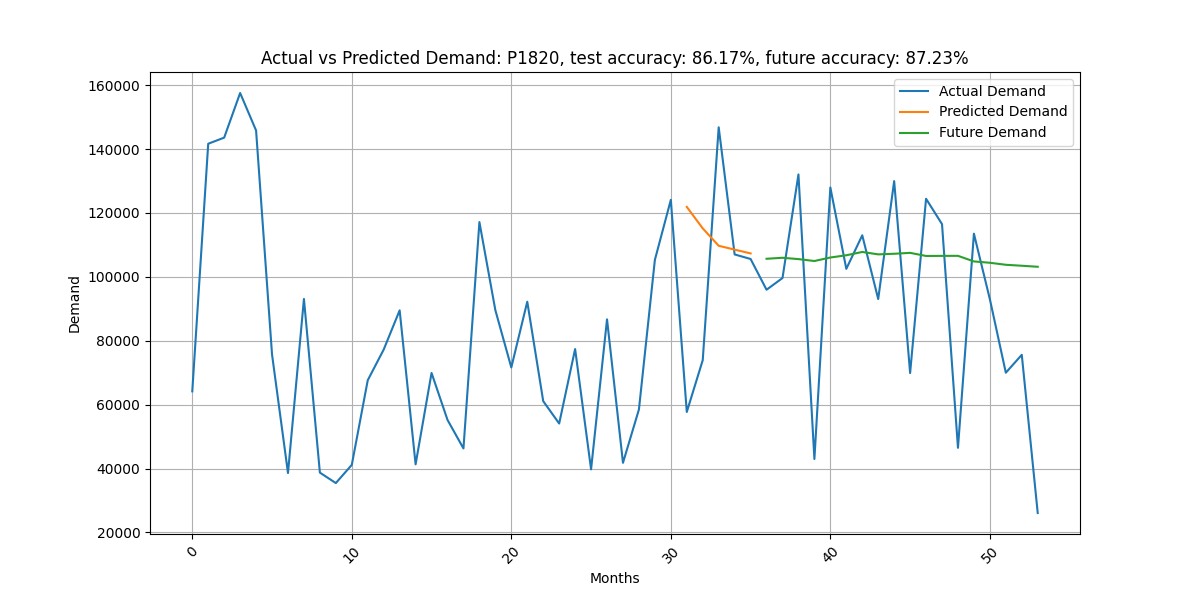 Actual vs Predicted Demand: P1820, test accuracy: 86.17%, future accuracy: 87.23%
Actual Demand
Predicted Demand
Future Demand
160000
140000
120000
100000
80000
60000
40000
20000
Demand
0
10
20
30
40
50
Months